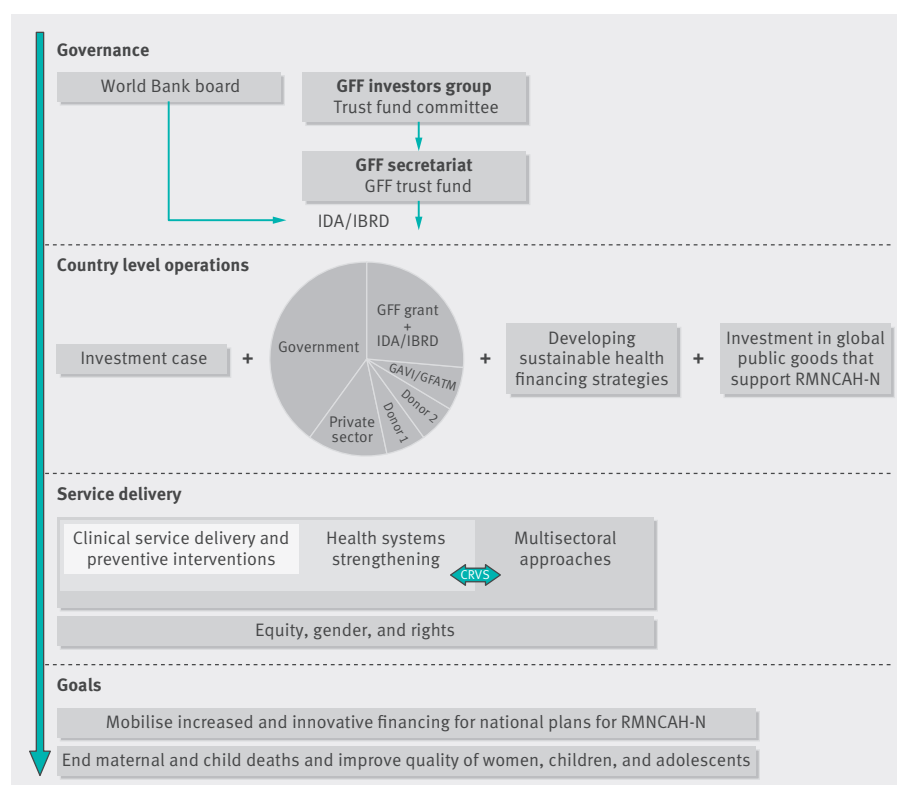 Governance
World Bank board
GFF investors group
Trust fund committee
GFF secretariat
GFF trust fund
IDA/IBRD
Country level operations
Investment case
+
Government
GFF grant
+
IDA/IBRD
GAVI/GFATM
Donor 2
Donor 1
Private
sector
+
Developing
sustainable health
financing strategies
+
Investment in global
public goods that
support RMNCAH-N
Service delivery
Clinical service delivery and
preventive interventions
Health systems
strengthening
CRVS
Multisectoral
approaches
Equity, gender, and rights
Goals
Mobilise increased and innovative financing for national plans for RMNCAH-N
End maternal and child deaths and improve quality of women, children, and adolescents